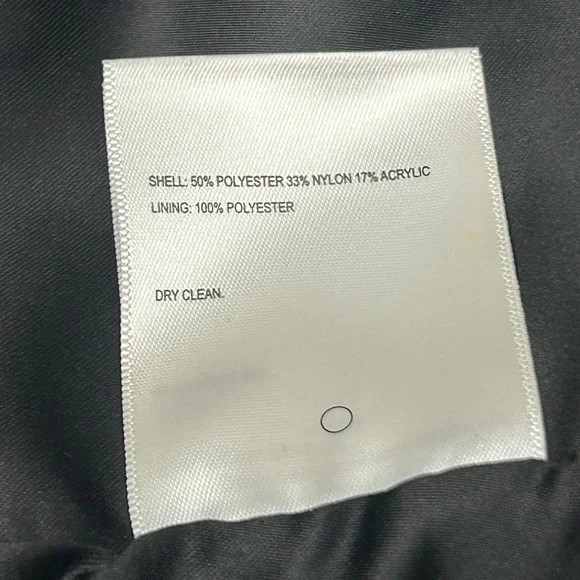 SHELL: 50% POLYESTER 33% NYLON 17% ACRYLIC
LINING: 100% POLYESTER
DRY CLEAN.